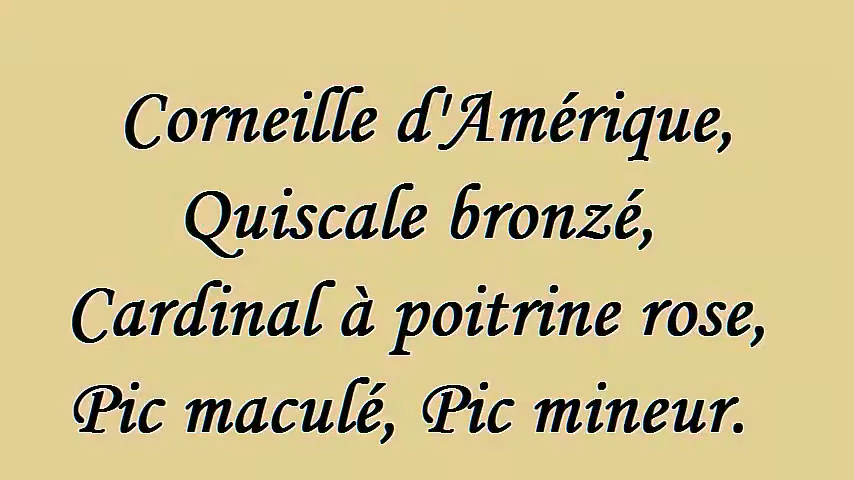 Corneille d'Amérique,
Quiscale bronzé,
Cardinal à poitrine rose,
Pic maculé, Pic mineur.